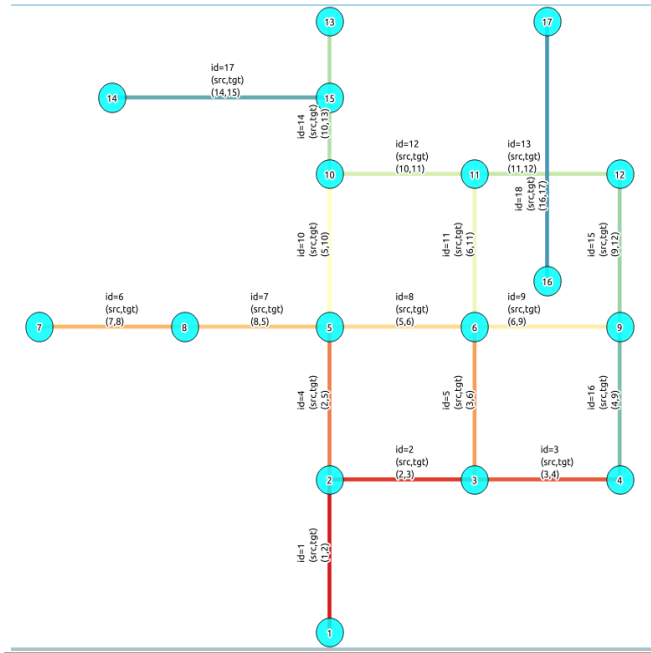 13
17
id=17
(src,tgt)
(14,15)
14
15
id=14
(src,tgt)
(10,13)
id=12
(src,tgt)
(10,11)
id=13
(src,tgt)
(11,12)
10
11
12
id=18
(src,tgt)
(16,17)
id=10
(src,tgt)
(5,10)
id=11
(src,tgt)
(6,11)
id=15
(src,tgt)
(9,12)
16
id=6
(src,tgt)
(7,8)
id=7
(src,tgt)
(8,5)
id=8
(src,tgt)
(5,6)
id=9
(src,tgt)
(6,9)
7
8
5
6
9
id=4
(src,tgt)
(2,5)
id=5
(src,tgt)
(3,6)
id=16
(src,tgt)
(4,9)
id=2
(src,tgt)
(2,3)
id=3
(src,tgt)
(3,4)
2
3
4
id=1
(src,tgt)
(1,2)
1